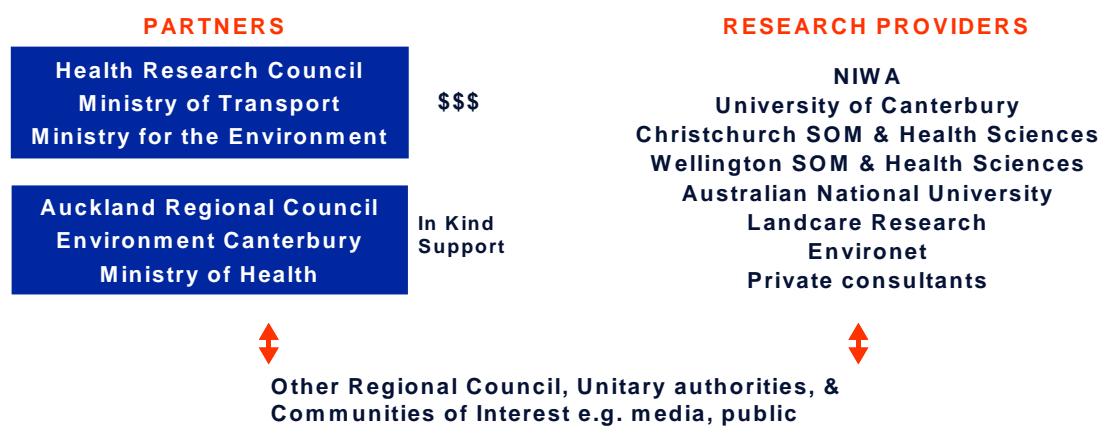 PARTNERS
Health Research Council
Ministry of Transport
Ministry for the Environment
$$$
Auckland Regional Council
Environment Canterbury
Ministry of Health
In Kind
Support
RESEARCH PROVIDERS
NIWA
University of Canterbury
Christchurch SOM & Health Sciences
Wellington SOM & Health Sciences
Australian National University
Landcare Research
Environet
Private consultants
Other Regional Council, Unitary authorities, &
Communities of Interest e.g. media, public